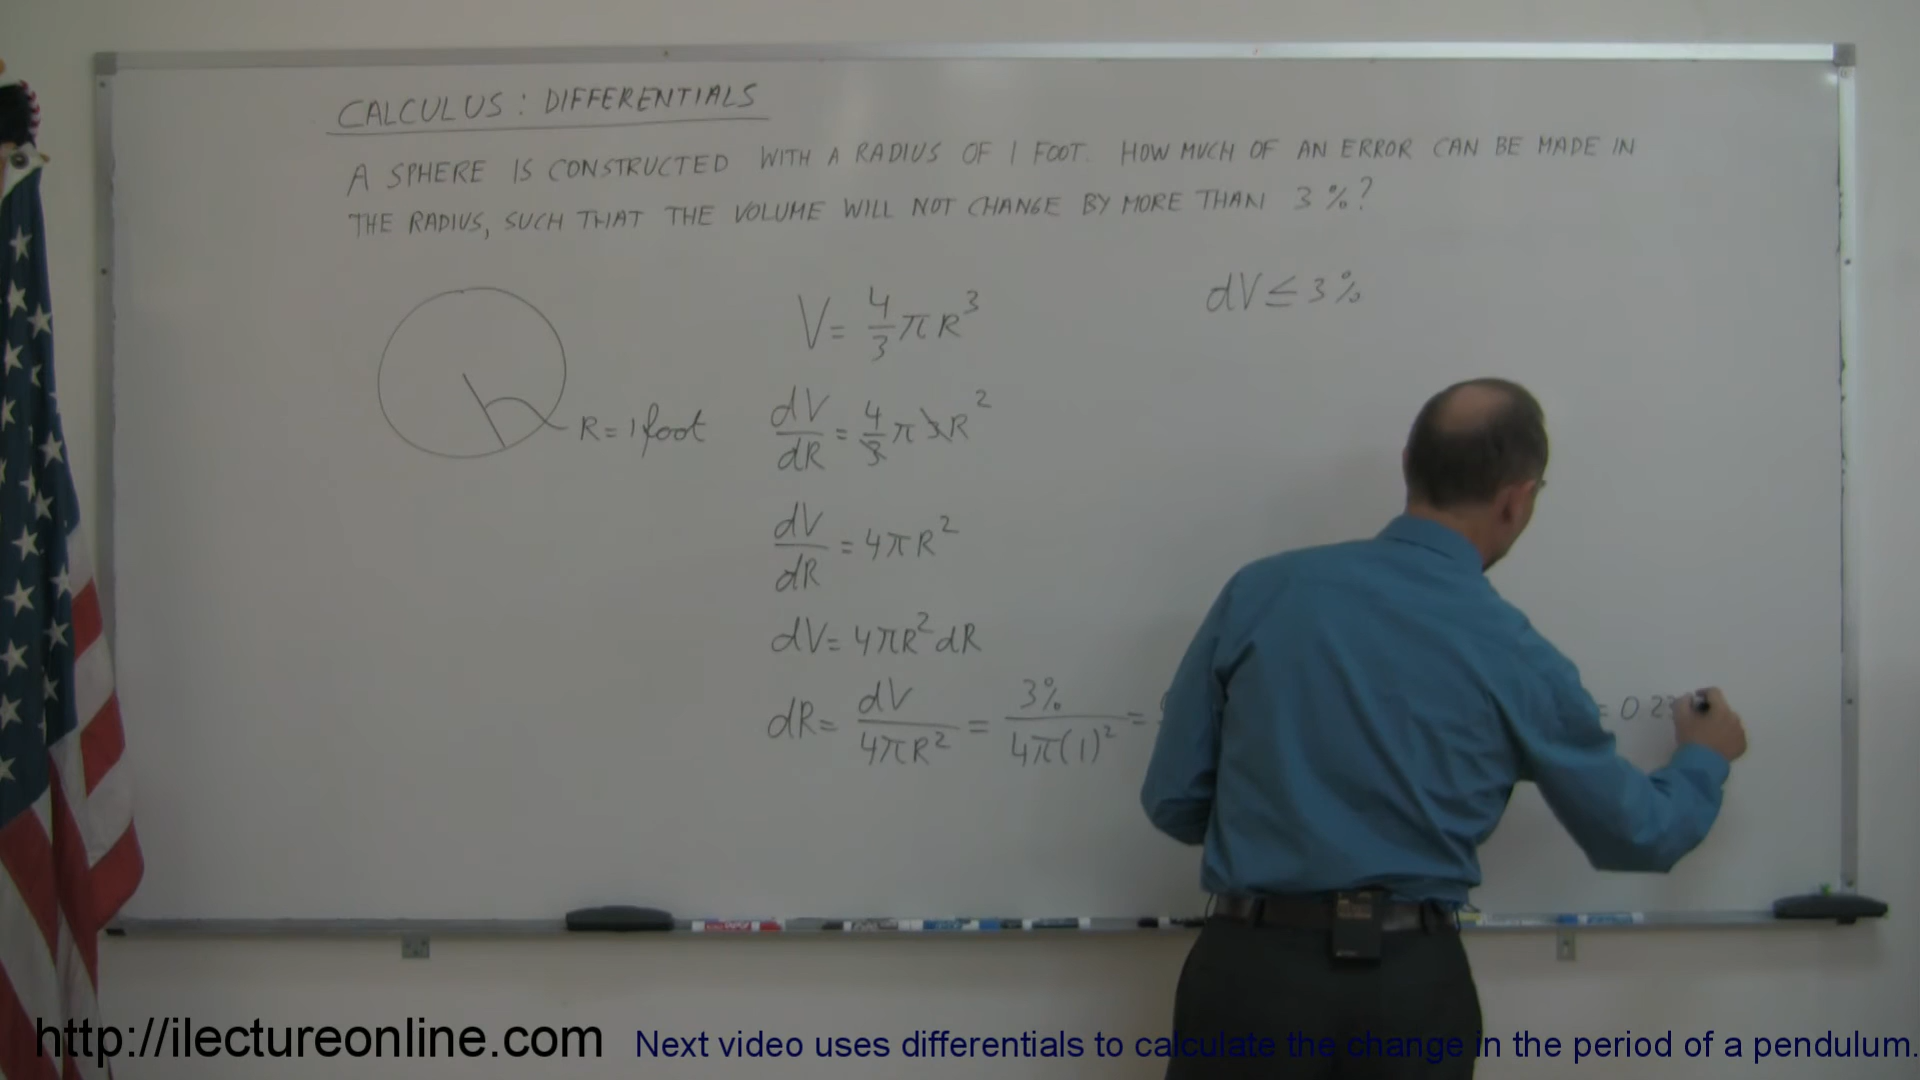 CALCULUS: DIFFERENTIALS
A SPHERE IS CONSTRUCTED WITH A RADIUS OF 1 FOOT. HOW MUCH OF AN ERROR CAN BE MADE IN
THE RADIUS, SUCH THAT THE VOLUME WILL NOT CHANGE BY MORE THAN 3%?
dV ≤ 3%
V = 4/3 πR³
R = 1 foot
dV/dR = 4/3 π 3R²
dV/dR = 4πR²
dV = 4πR² dR
dR = dV/4πR² = 3%/4π(1)² =
= 0.23
http://ilectureonline.com
Next video uses differentials to calculate the change in the period of a pendulum.